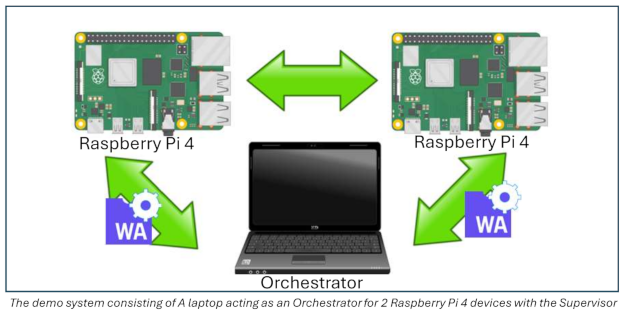 Raspberry Pi 4
Raspberry Pi 4
WA
WA
Orchestrator
The demo system consisting of A laptop acting as an Orchestrator for 2 Raspberry Pi 4 devices with the Supervisor